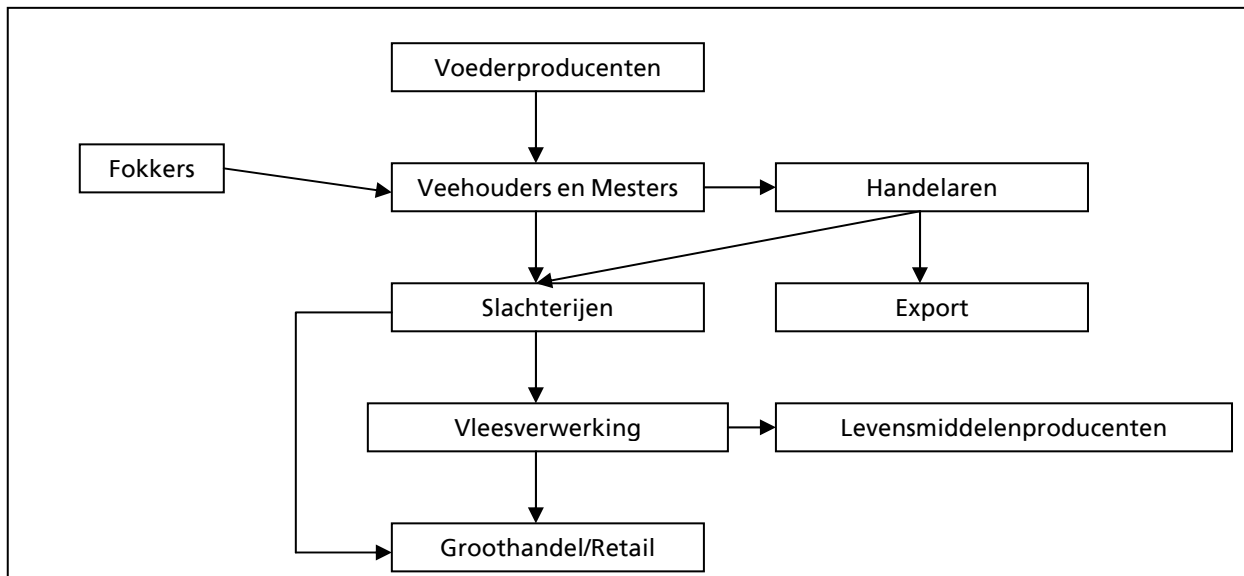 Voederproducenten
Fokkers
Veehouders en Mesters
Handelaren
Slachterijen
Export
Vleesverwerking
Levensmiddelenproducenten
Groothandel/Retail